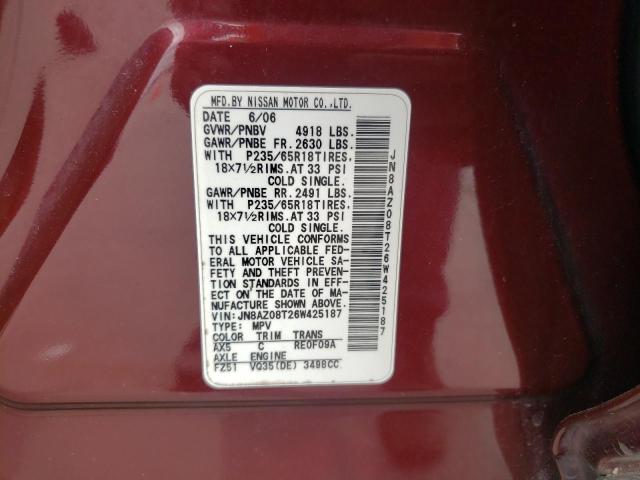 MFD.BY NISSAN MOTOR CO.,LTD.
DATE 6/06
GVWR/PNBV 4918 LBS.
GAWR/PNBE FR.2630 LBS.
WITH P235/65R18TIRES,
18×7½RIMS.AT 33 PSI
COLD SINGLE.
GAWR/PNBE RR.2491 LBS.
WITH P235/65R18TIRES,
18×7½RIMS.AT 33 PSI
COLD SINGLE.
THIS VEHICLE CONFORMS
TO ALL APPLICABLE FED-
ERAL MOTOR VEHICLE SA-
FETY AND THEFT PREVEN-
TION STANDARDS IN EFF-
ECT ON THE DATE OF MA-
NUFACTURE SHOWN ABOVE.
VIN:JN8AZ08T26W425187
TYPE: MPV
COLOR TRIM TRANS
AX5 C RE0F09A
AXLE ENGINE
FZ51 VQ35(DE) 3498CC
JN8AZ08T26W425187